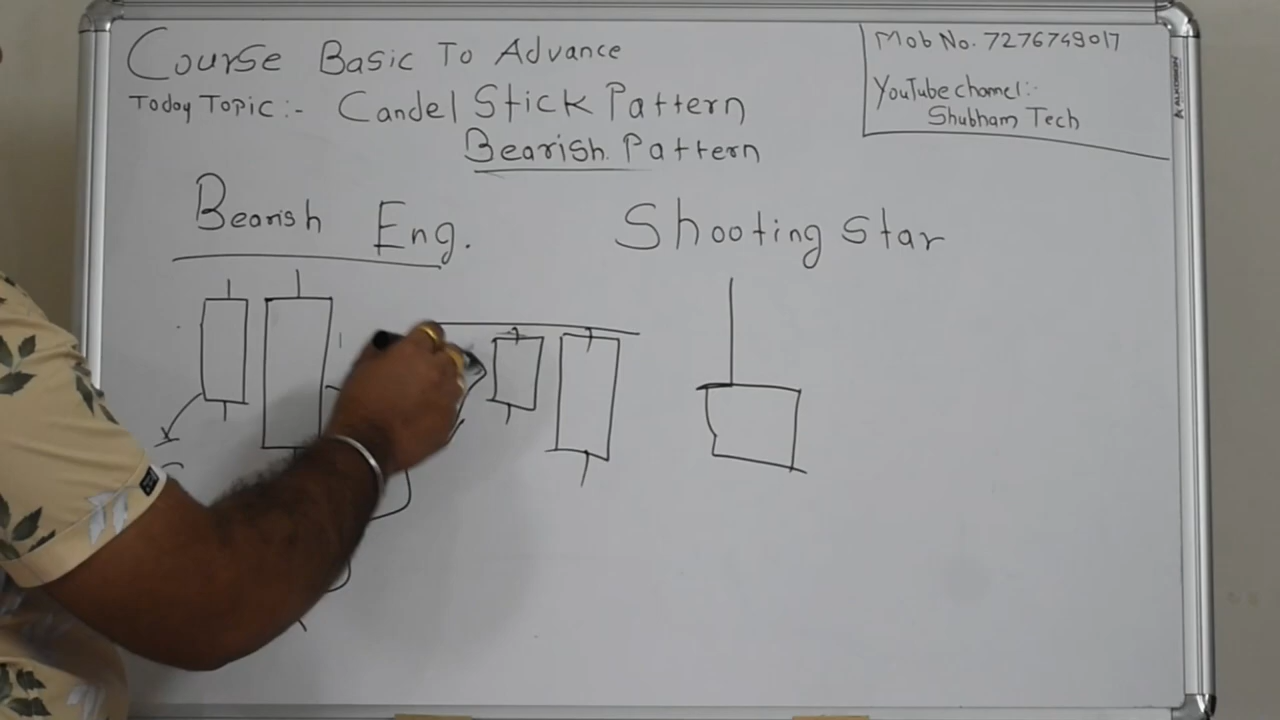 Course Basic To Advance
Today Topic:- Candel Stick Pattern
Bearish Pattern
Mob No. 7276749017
YouTube channel:-
Shubham Tech
Bearish Eng.
Shooting Star